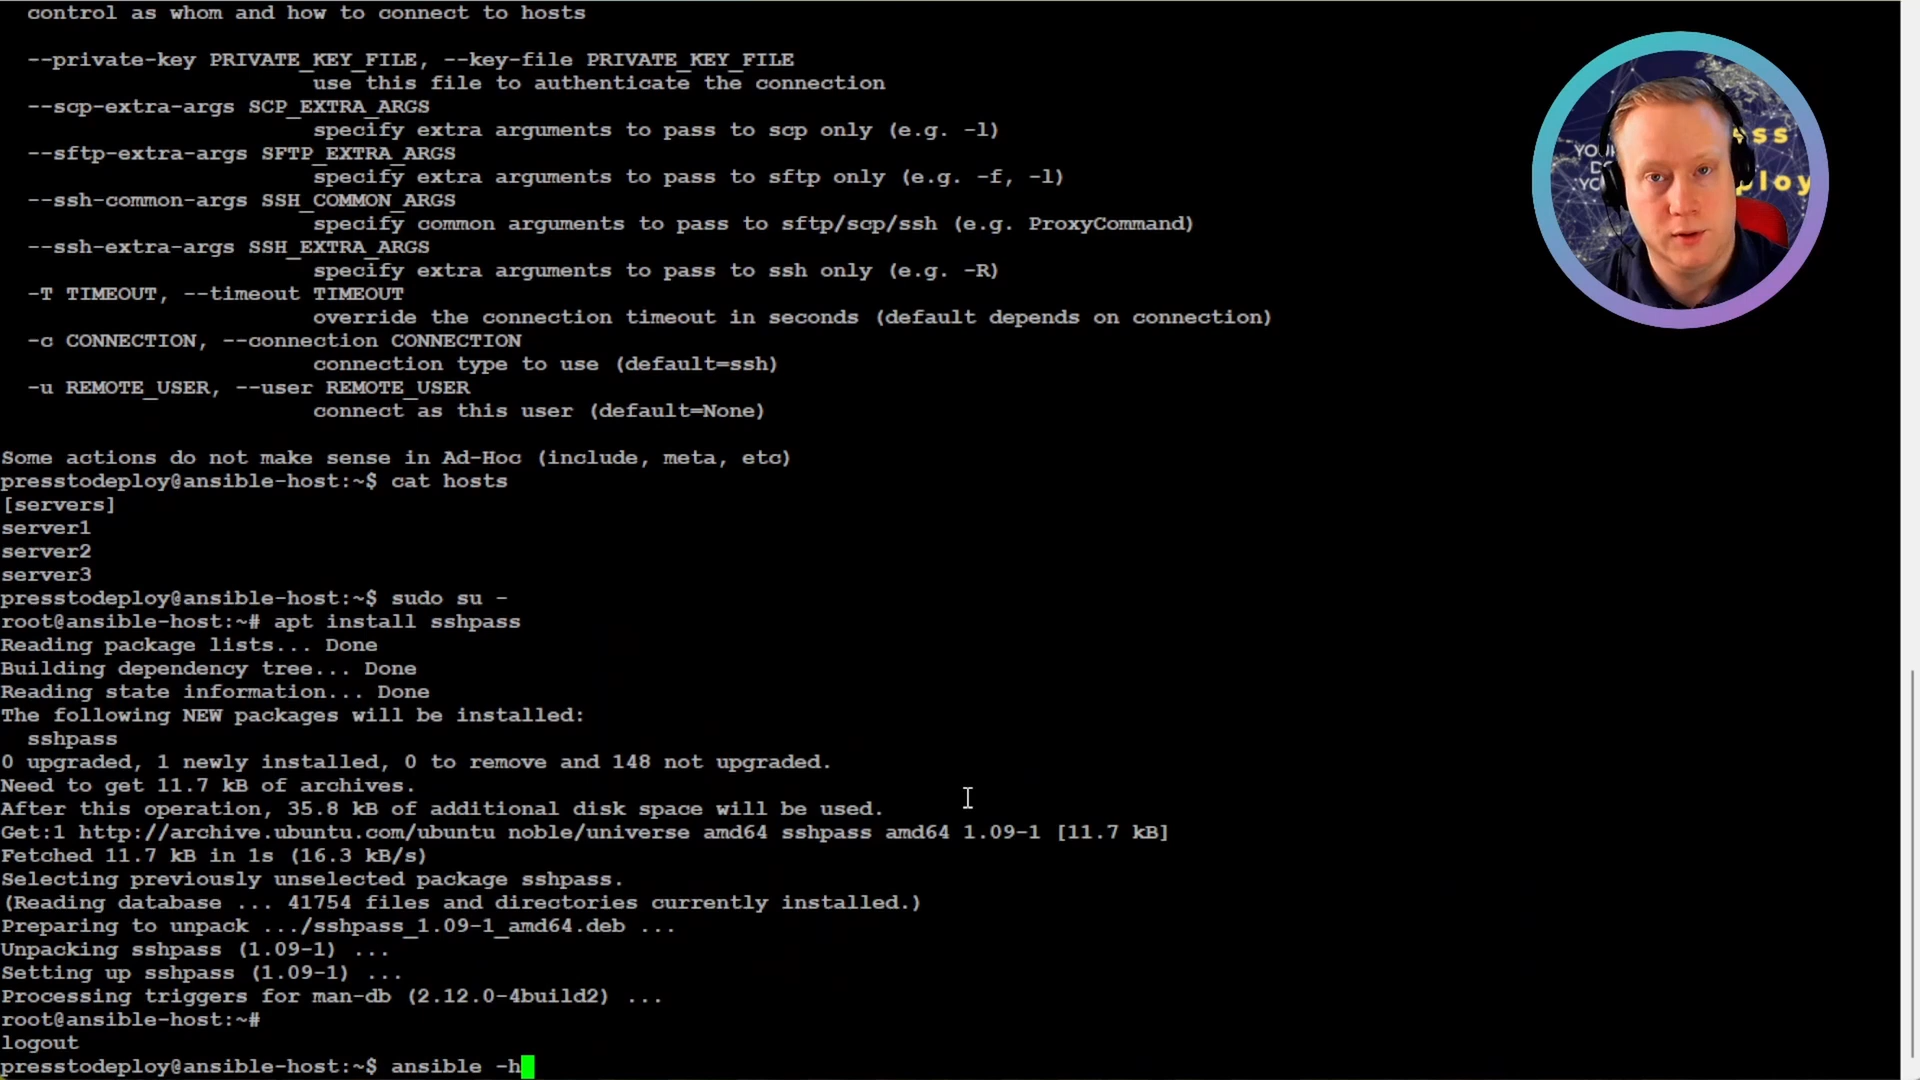 control as whom and how to connect to hosts
--private-key PRIVATE_KEY_FILE, --key-file PRIVATE_KEY_FILE
use this file to authenticate the connection
--scp-extra-args SCP_EXTRA_ARGS
specify extra arguments to pass to scp only (e.g. -l)
--sftp-extra-args SFTP_EXTRA_ARGS
specify extra arguments to pass to sftp only (e.g. -f, -l)
--ssh-common-args SSH_COMMON_ARGS
specify common arguments to pass to sftp/scp/ssh (e.g. ProxyCommand)
--ssh-extra-args SSH_EXTRA_ARGS
specify extra arguments to pass to ssh only (e.g. -R)
-T TIMEOUT, --timeout TIMEOUT
override the connection timeout in seconds (default depends on connection)
-c CONNECTION, --connection CONNECTION
connection type to use (default=ssh)
-u REMOTE_USER, --user REMOTE_USER
connect as this user (default=None)
Some actions do not make sense in Ad-Hoc (include, meta, etc)
presstodeploy@ansible-host:~$ cat hosts
[servers]
server1
server2
server3
presstodeploy@ansible-host:~$ sudo su -
root@ansible-host:~# apt install sshpass
Reading package lists... Done
Building dependency tree... Done
Reading state information... Done
The following NEW packages will be installed:
sshpass
0 upgraded, 1 newly installed, 0 to remove and 148 not upgraded.
Need to get 11.7 kB of archives.
After this operation, 35.8 kB of additional disk space will be used.
Get:1 http://archive.ubuntu.com/ubuntu noble/universe amd64 sshpass amd64 1.09-1 [11.7 kB]
Fetched 11.7 kB in 1s (16.3 kB/s)
Selecting previously unselected package sshpass.
(Reading database ... 41754 files and directories currently installed.)
Preparing to unpack .../sshpass_1.09-1_amd64.deb ...
Unpacking sshpass (1.09-1) ...
Setting up sshpass (1.09-1) ...
Processing triggers for man-db (2.12.0-4build2) ...
root@ansible-host:~#
logout
presstodeploy@ansible-host:~$ ansible -h